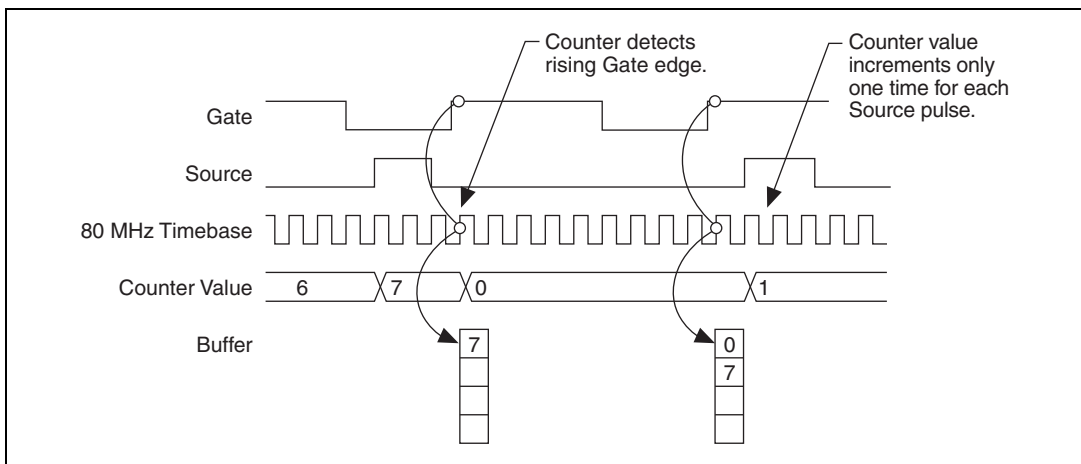 Counter detects
rising Gate edge.
Counter value
increments only
one time for each
Source pulse.
Gate
Source
80 MHz Timebase
Counter Value 6 7 0 1
Buffer 7 0
7